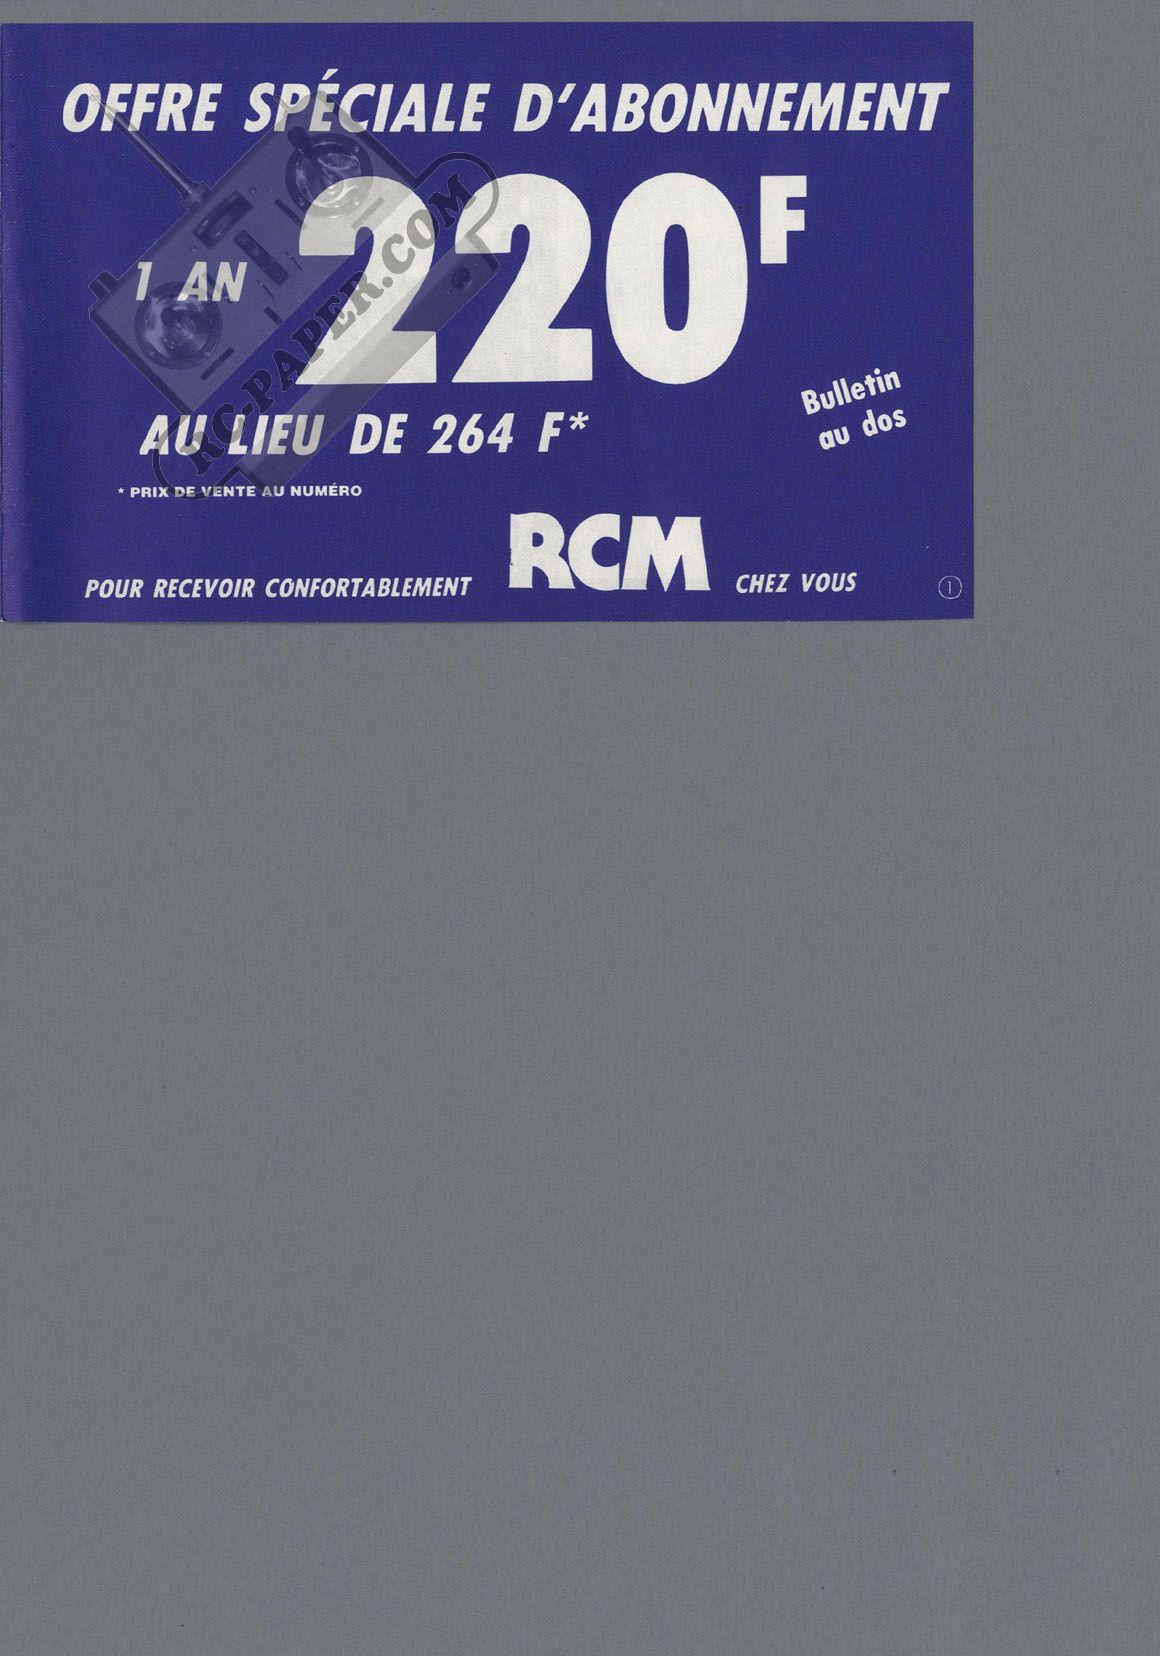 OFFRE SPÉCIALE D'ABONNEMENT
1 AN 220F
AU LIEU DE 264 F*
Bulletin
au dos
* PRIX DE VENTE AU NUMÉRO
POUR RECEVOIR CONFORTABLEMENT RCM CHEZ VOUS 1
RC-PAPER.COM